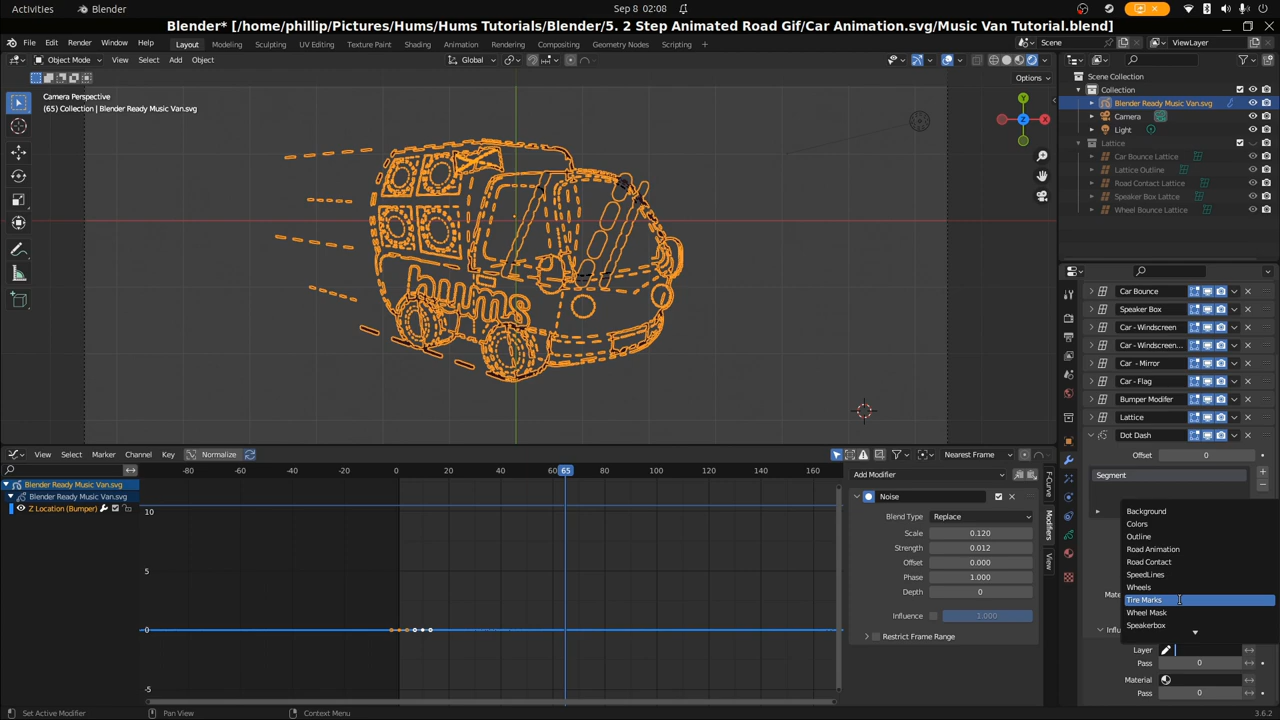 Activities
Blender
Sep 8 02:08
Blender* [/home/phillip/Pictures/Hums/Hums Tutorials/Blender/5. 2 Step Animated Road Gif/Car Animation.svg/Music Van Tutorial.blend]
File Edit Render Window Help
Layout Modeling Sculpting UV Editing Texture Paint Shading Animation Rendering Compositing Geometry Nodes Scripting +
Scene
ViewLayer
Object Mode View Select Add Object
Global
Options
Camera Perspective
(65) Collection | Blender Ready Music Van.svg
Y
X
Z
hums
Scene Collection
Collection
Blender Ready Music Van.svg
Camera
Light
Lattice
Car Bounce Lattice
Lattice Outline
Road Contact Lattice
Speaker Box Lattice
Wheel Bounce Lattice
Car Bounce
Speaker Box
Car - Windscreen
Car - Windscreen...
Car - Mirror
Car - Flag
Bumper Modifer
Lattice
Dot Dash
Offset 0
Segment
Background
Colors
Outline
Road Animation
Road Contact
SpeedLines
Wheels
Tire Marks
Wheel Mask
Speakerbox
Layer
Pass 0
Material
Pass 0
View Select Marker Channel Key Normalize
Nearest Frame
-80 -60 -40 -20 0 20 40 60 65 80 100 120 140 160
Blender Ready Music Van.svg
Blender Ready Music Van.svg
Z Location (Bumper)
10
5
0
-5
Add Modifier
Noise
Blend Type Replace
Scale 0.120
Strength 0.012
Offset 0.000
Phase 1.000
Depth 0
Influence 1.000
Restrict Frame Range
F-Curve
Modifiers
View
Set Active Modifier
Pan View
Context Menu
3.6.2